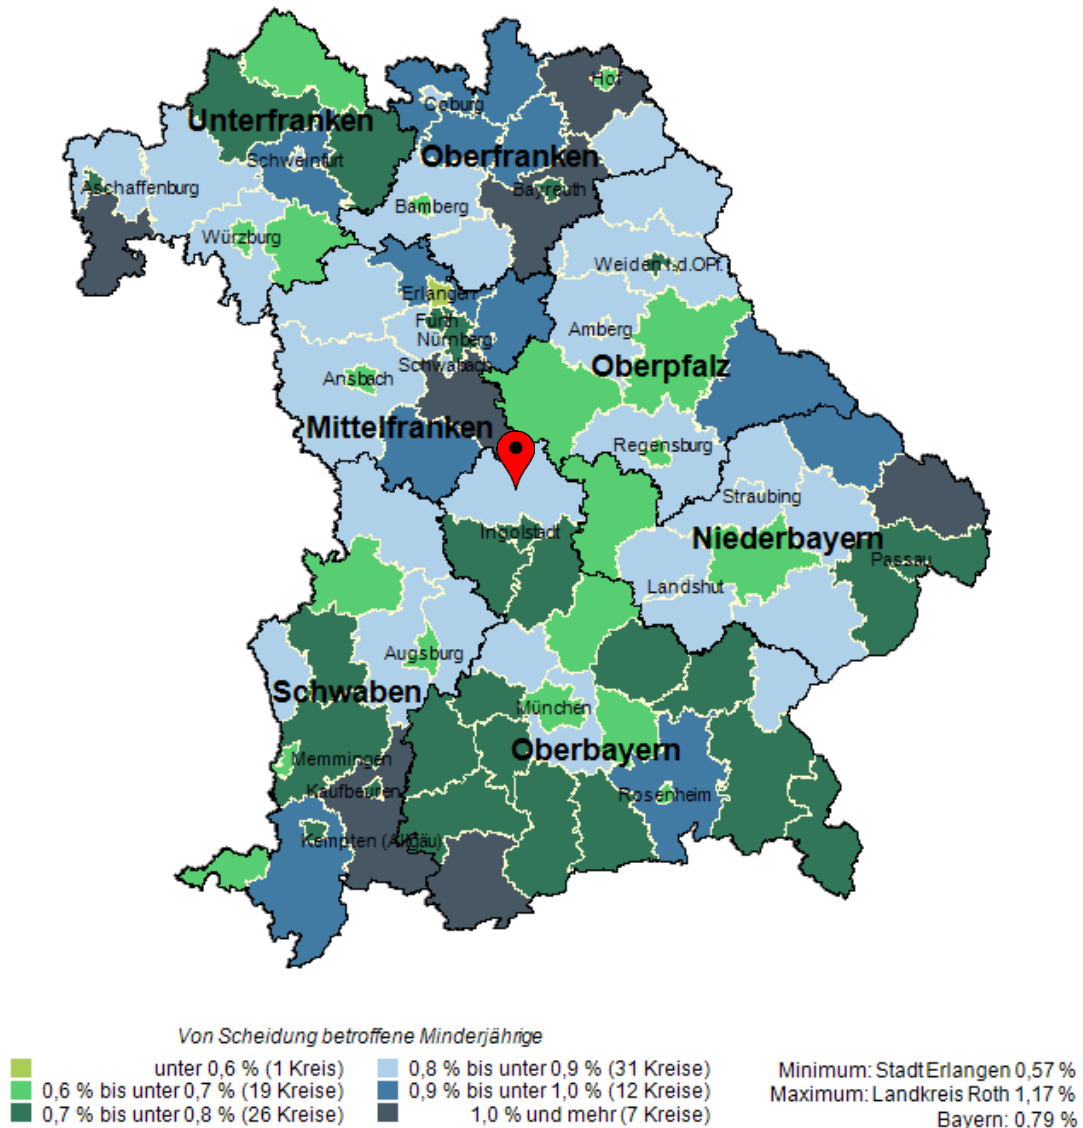 Hof
Coburg
Unterfranken
Oberfranken
Schweinfurt
Aschaffenburg
Bayreuth
Bamberg
Würzburg
Weiden i.d.OPf.
Erlangen
Fürth
Nürnberg
Amberg
Schwabach
Oberpfalz
Ansbach
Mittelfranken
Regensburg
Straubing
Ingolstadt
Niederbayern
Passau
Landshut
Augsburg
Schwaben
München
Oberbayern
Memmingen
Kaufbeuren
Rosenheim
Kempten (Allgäu)
Von Scheidung betroffene Minderjährige
unter 0,6 % (1 Kreis)
0,6 % bis unter 0,7 % (19 Kreise)
0,7 % bis unter 0,8 % (26 Kreise)
0,8 % bis unter 0,9 % (31 Kreise)
0,9 % bis unter 1,0 % (12 Kreise)
1,0 % und mehr (7 Kreise)
Minimum: Stadt Erlangen 0,57 %
Maximum: Landkreis Roth 1,17 %
Bayern: 0,79 %